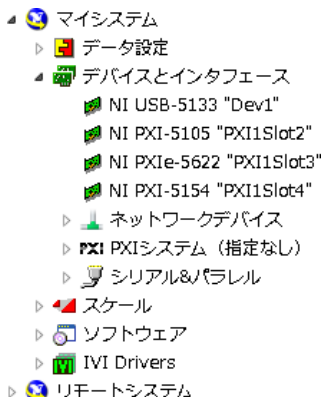 マイシステム
データ設定
デバイスとインタフェース
NI USB-5133 "Dev1"
NI PXI-5105 "PXI1Slot2"
NI PXIe-5622 "PXI1Slot3"
NI PXI-5154 "PXI1Slot4"
ネットワークデバイス
PXI PXIシステム（指定なし）
シリアル&パラレル
スケール
ソフトウェア
IVI Drivers
リモートシステム